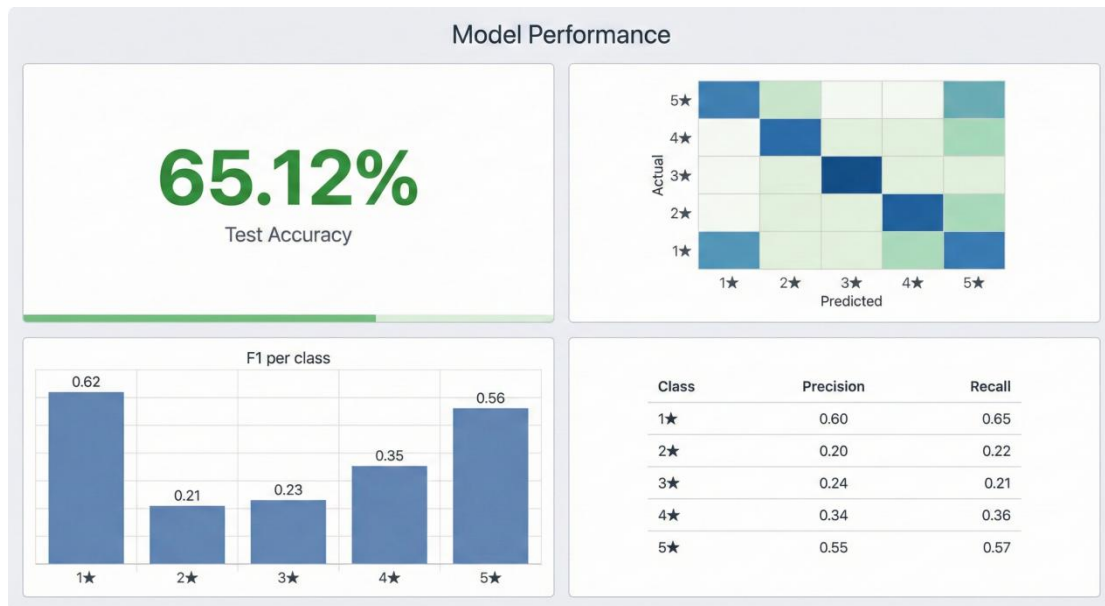 Model Performance
65.12%
Test Accuracy
Actual
5★
4★
3★
2★
1★
1★ 2★ 3★ 4★ 5★
Predicted
F1 per class
0.62
0.21
0.23
0.35
0.56
1★ 2★ 3★ 4★ 5★
Class Precision Recall
1★ 0.60 0.65
2★ 0.20 0.22
3★ 0.24 0.21
4★ 0.34 0.36
5★ 0.55 0.57